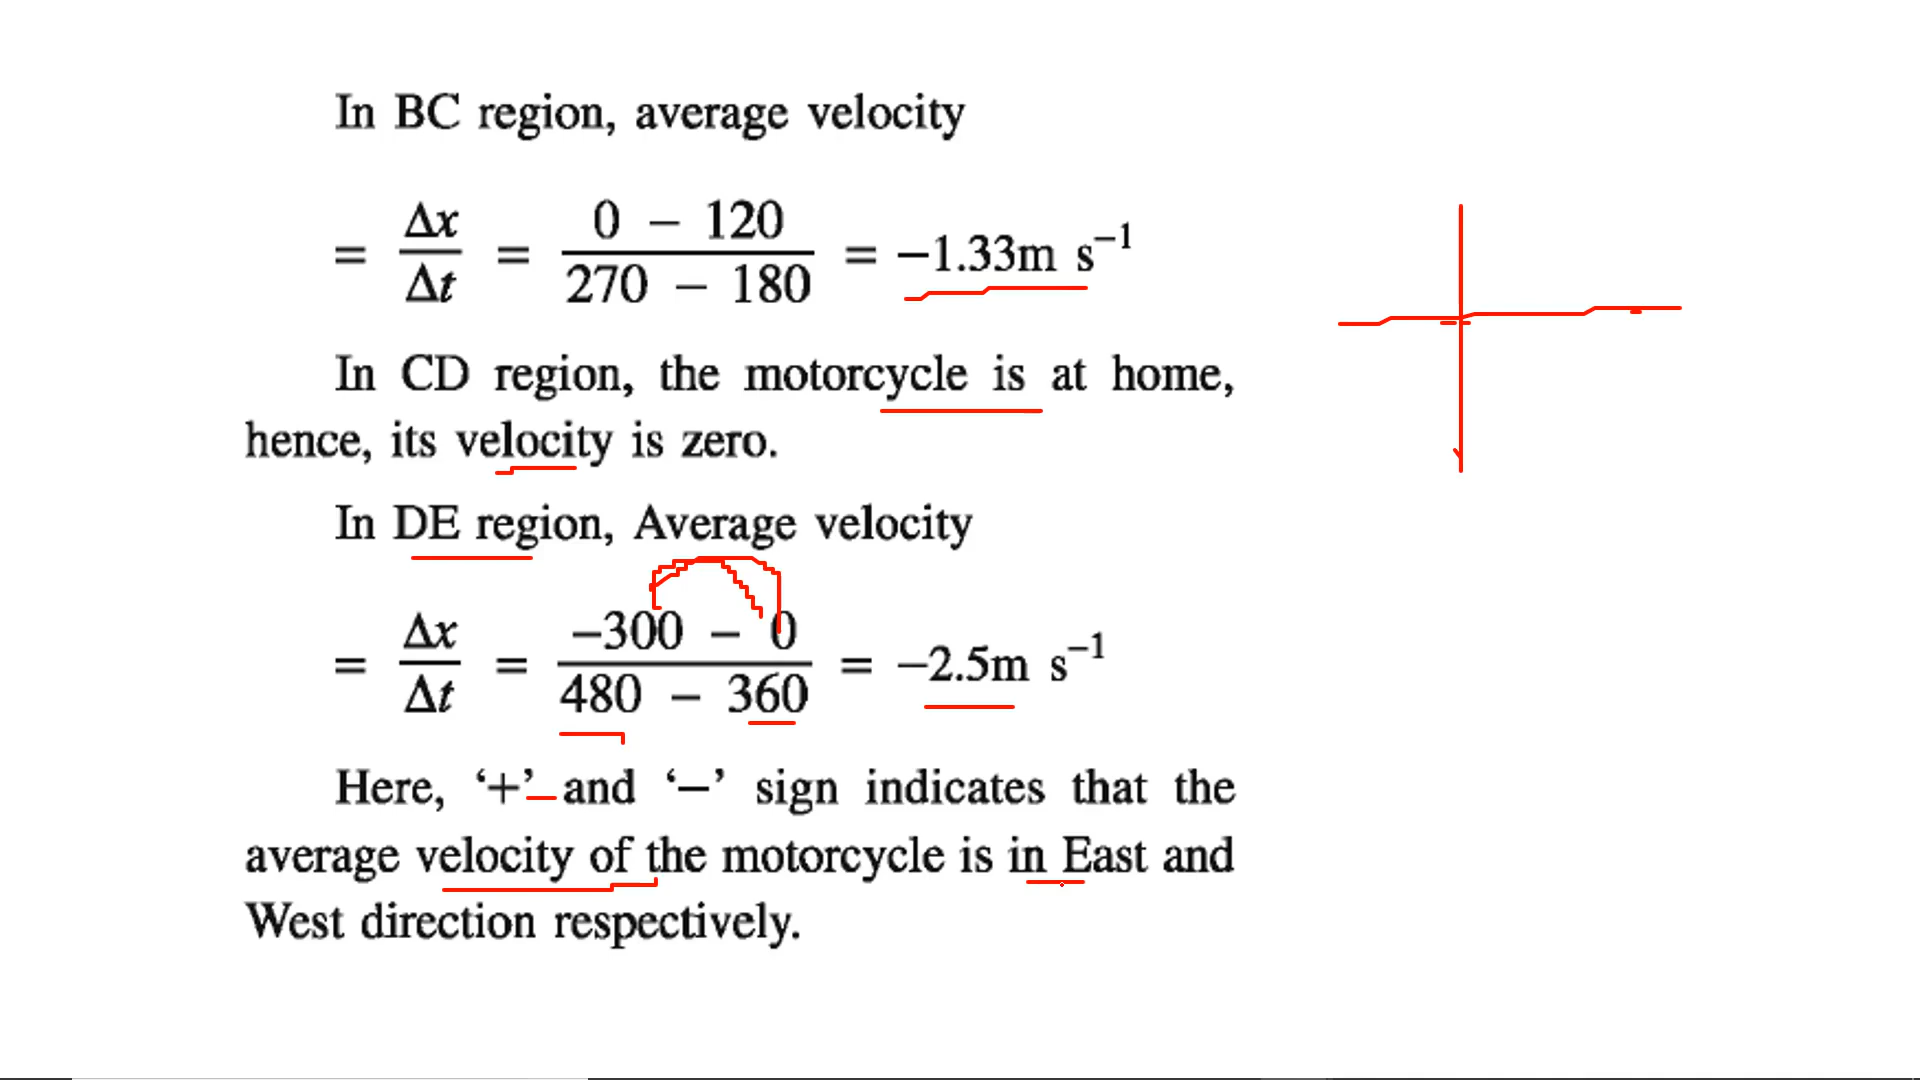 In BC region, average velocity
= Δx/Δt = 0 – 120/270 – 180 = –1.33m s⁻¹
In CD region, the motorcycle is at home,
hence, its velocity is zero.
In DE region, Average velocity
= Δx/Δt = –300 – 0/480 – 360 = –2.5m s⁻¹
Here, ‘+’ and ‘–’ sign indicates that the
average velocity of the motorcycle is in East and
West direction respectively.